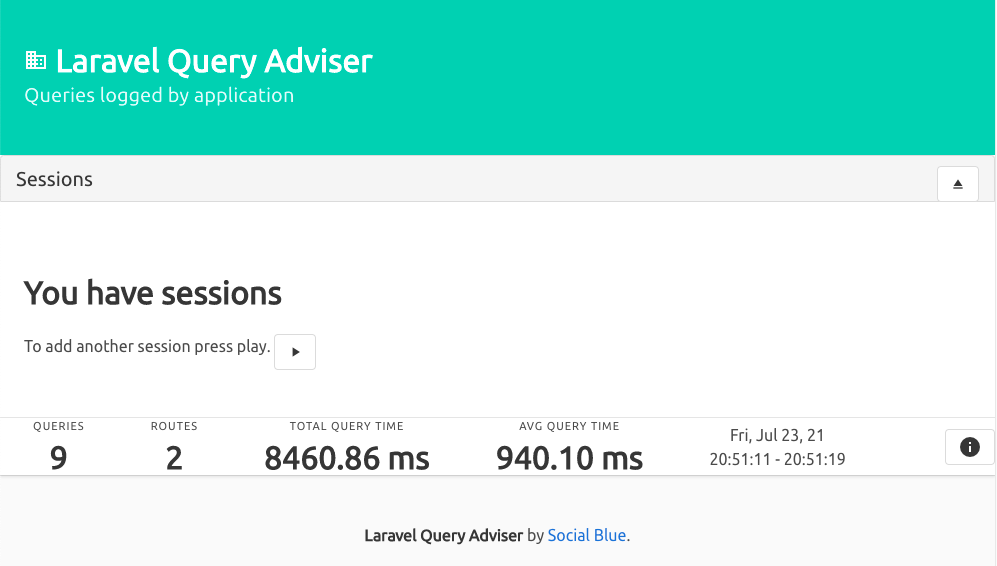 Laravel Query Adviser
Queries logged by application
Sessions
You have sessions
To add another session press play.
QUERIES
9
ROUTES
2
TOTAL QUERY TIME
8460.86 ms
AVG QUERY TIME
940.10 ms
Fri, Jul 23, 21
20:51:11 - 20:51:19
Laravel Query Adviser by Social Blue.